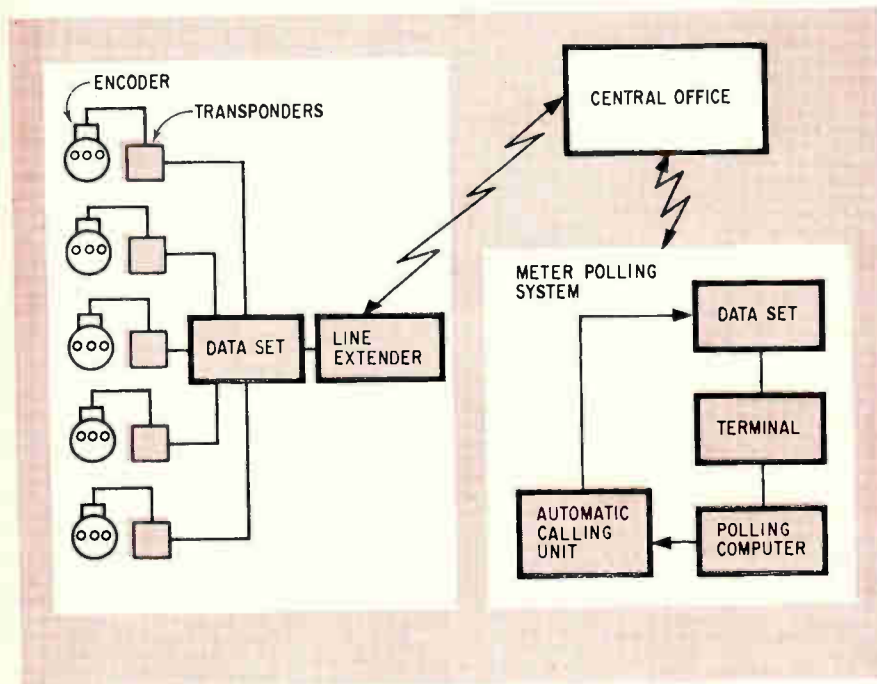 ENCODER
TRANSPONDERS
DATA SET
LINE
EXTENDER
CENTRAL OFFICE
METER POLLING
SYSTEM
DATA SET
TERMINAL
AUTOMATIC
CALLING
UNIT
POLLING
COMPUTER